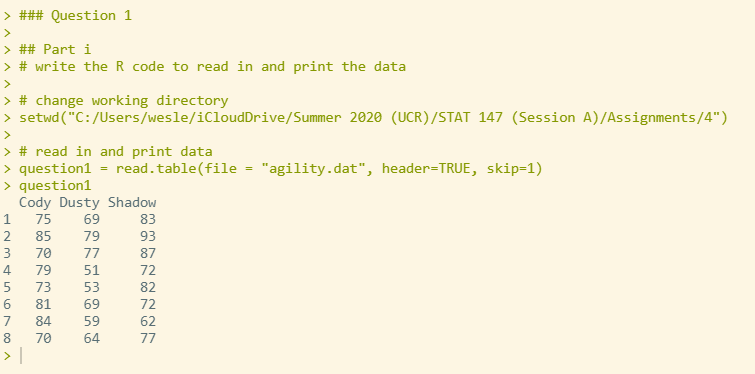 > ### Question 1
>
> ## Part i
> # write the R code to read in and print the data
>
> # change working directory
> setwd("C:/Users/wesle/iCloudDrive/Summer 2020 (UCR)/STAT 147 (Session A)/Assignments/4")
>
> # read in and print data
> question1 = read.table(file = "agility.dat", header=TRUE, skip=1)
> question1
  Cody Dusty Shadow
1   75    69     83
2   85    79     93
3   70    77     87
4   79    51     72
5   73    53     82
6   81    69     72
7   84    59     62
8   70    64     77
>